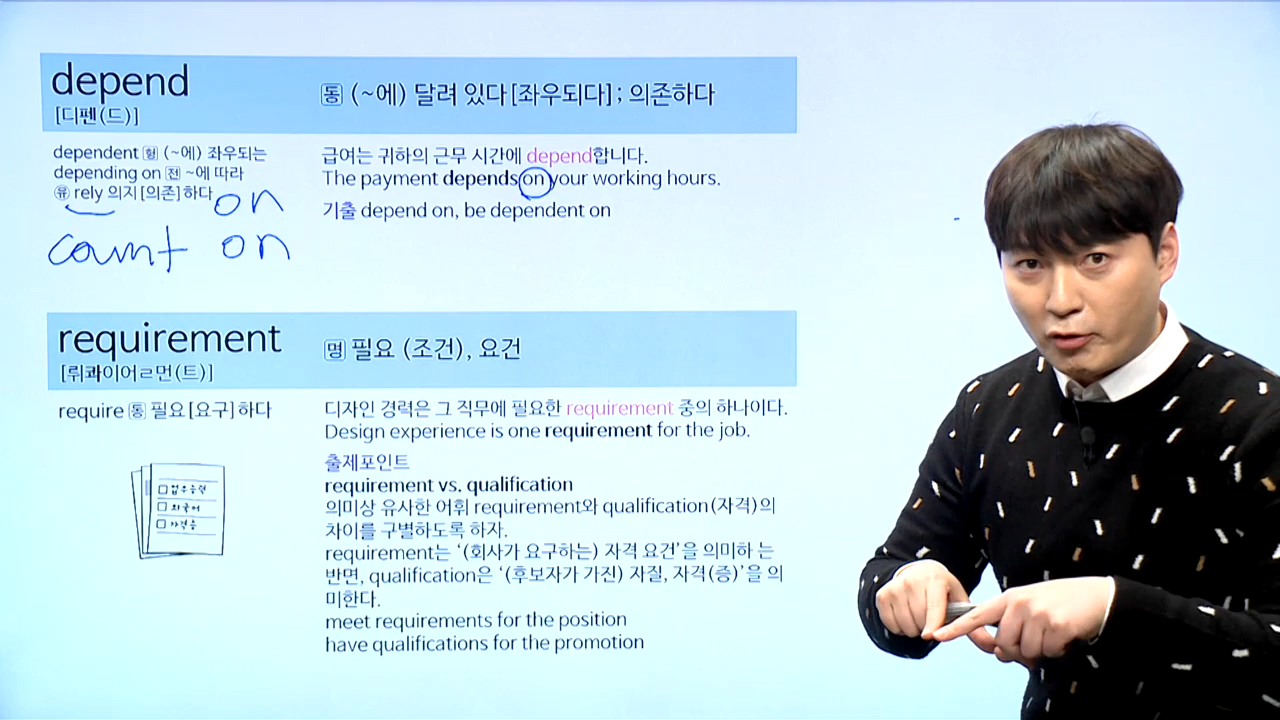 depend
[디펜(드)]
동 (~에) 달려 있다[좌우되다]; 의존하다
dependent 형 (~에) 좌우되는
depending on 전 ~에 따라
유 rely 의지[의존]하다 on
count on
급여는 귀하의 근무 시간에 depend합니다.
The payment depends on your working hours.
기출 depend on, be dependent on
requirement
[뤼콰이어ㄹ먼(트)]
명 필요 (조건), 요건
require 동 필요[요구]하다
업무능력
외국어
자격증
디자인 경력은 그 직무에 필요한 requirement 중의 하나이다.
Design experience is one requirement for the job.
출제포인트
requirement vs. qualification
의미상 유사한 어휘 requirement와 qualification(자격)의
차이를 구별하도록 하자.
requirement는 ‘(회사가 요구하는) 자격 요건’을 의미하 는
반면, qualification은 ‘(후보자가 가진) 자질, 자격(증)’을 의
미한다.
meet requirements for the position
have qualifications for the promotion